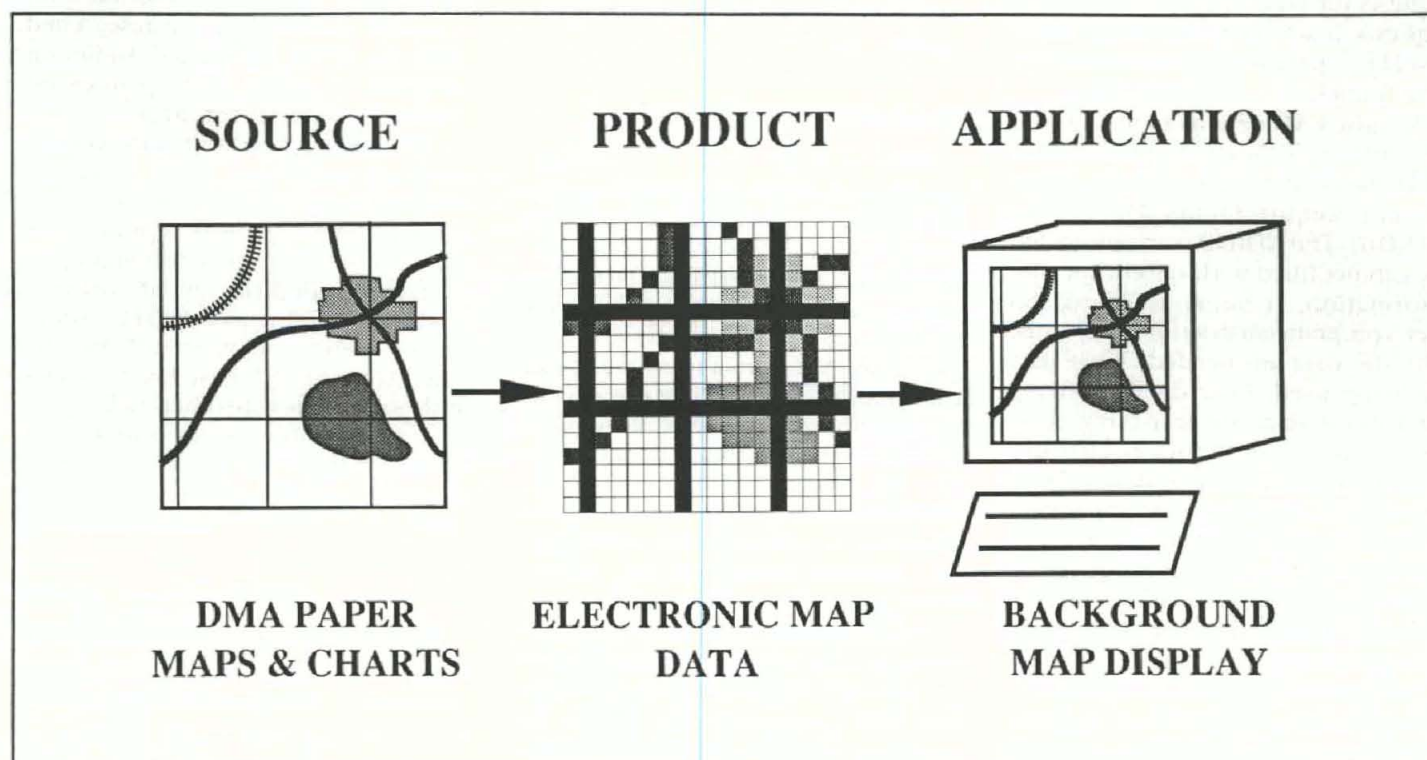 SOURCE
PRODUCT
APPLICATION
DMA PAPER
MAPS & CHARTS
ELECTRONIC MAP
DATA
BACKGROUND
MAP DISPLAY